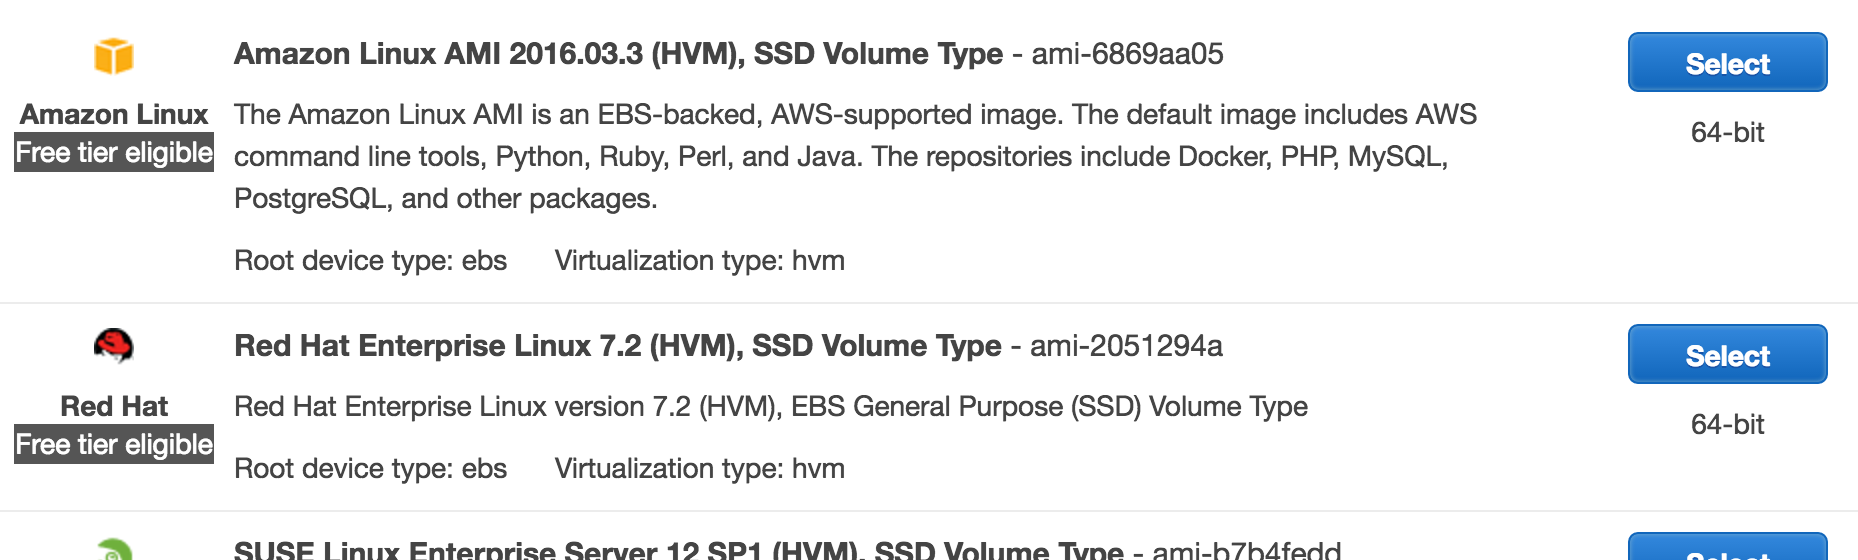 Amazon Linux AMI 2016.03.3 (HVM), SSD Volume Type - ami-6869aa05
Select
Amazon Linux
Free tier eligible
The Amazon Linux AMI is an EBS-backed, AWS-supported image. The default image includes AWS
command line tools, Python, Ruby, Perl, and Java. The repositories include Docker, PHP, MySQL,
PostgreSQL, and other packages.
64-bit
Root device type: ebs Virtualization type: hvm
Red Hat Enterprise Linux 7.2 (HVM), SSD Volume Type - ami-2051294a
Select
Red Hat
Free tier eligible
Red Hat Enterprise Linux version 7.2 (HVM), EBS General Purpose (SSD) Volume Type
64-bit
Root device type: ebs Virtualization type: hvm
SUSE Linux Enterprise Server 12 SP1 (HVM), SSD Volume Type - ami-b7b4fedd
Select